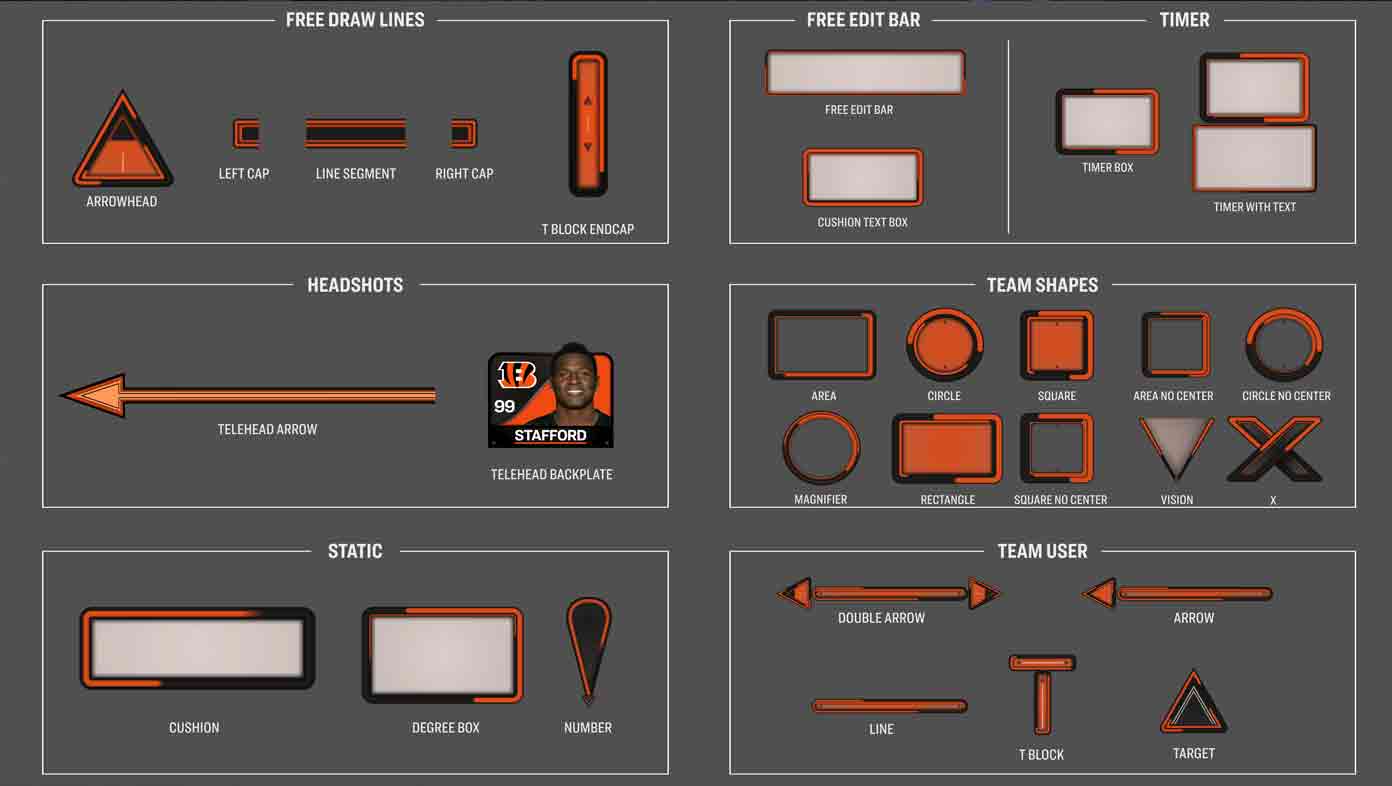 FREE DRAW LINES
ARROWHEAD
LEFT CAP
LINE SEGMENT
RIGHT CAP
T BLOCK ENDCAP
FREE EDIT BAR
FREE EDIT BAR
CUSHION TEXT BOX
TIMER
TIMER BOX
TIMER WITH TEXT
HEADSHOTS
TELEHEAD ARROW
B
99
STAFFORD
TELEHEAD BACKPLATE
TEAM SHAPES
AREA
CIRCLE
SQUARE
AREA NO CENTER
CIRCLE NO CENTER
MAGNIFIER
RECTANGLE
SQUARE NO CENTER
VISION
X
STATIC
CUSHION
DEGREE BOX
NUMBER
TEAM USER
DOUBLE ARROW
ARROW
LINE
T BLOCK
TARGET